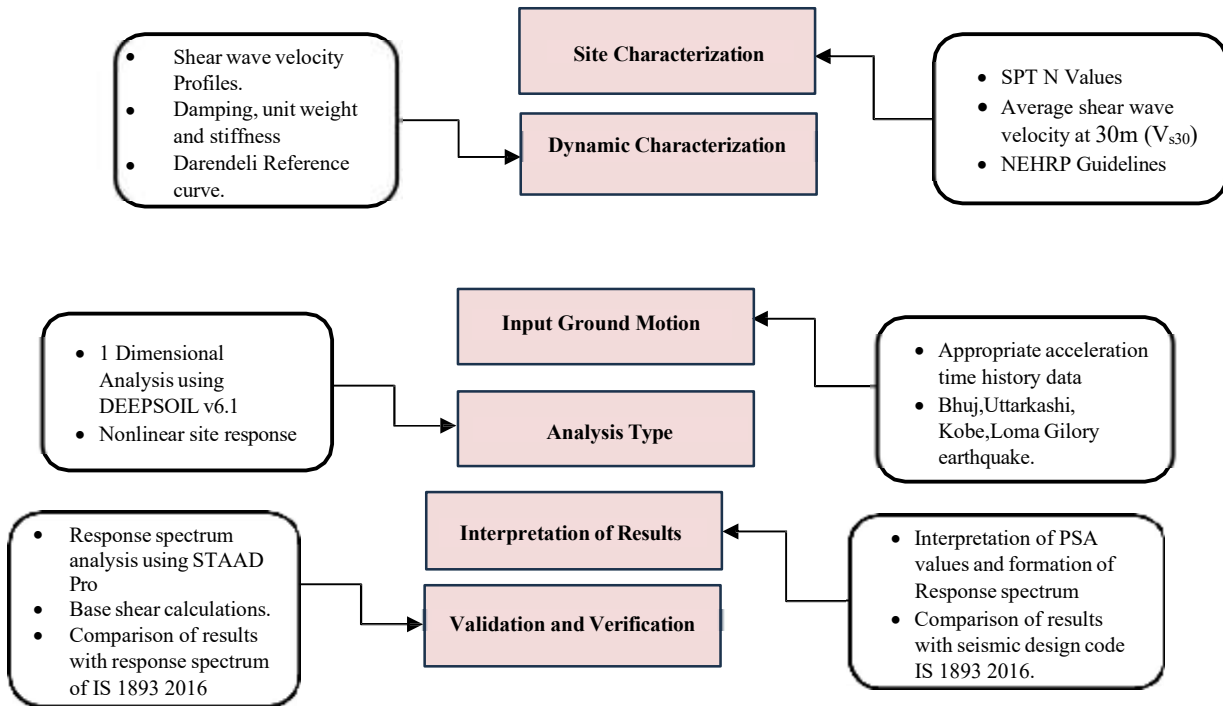 Shear wave velocity
Profiles.
Damping, unit weight
and stiffness
Darendeli Reference
curve.
Site Characterization
Dynamic Characterization
SPT N Values
Average shear wave
velocity at 30m (Vs30)
NEHRP Guidelines
1 Dimensional
Analysis using
DEEPSOIL v6.1
Nonlinear site response
Input Ground Motion
Analysis Type
Appropriate acceleration
time history data
Bhuj,Uttarkashi,
Kobe,Loma Gilory
earthquake.
Response spectrum
analysis using STAAD
Pro
Base shear calculations.
Comparison of results
with response spectrum
of IS 1893 2016
Interpretation of Results
Validation and Verification
Interpretation of PSA
values and formation of
Response spectrum
Comparison of results
with seismic design code
IS 1893 2016.